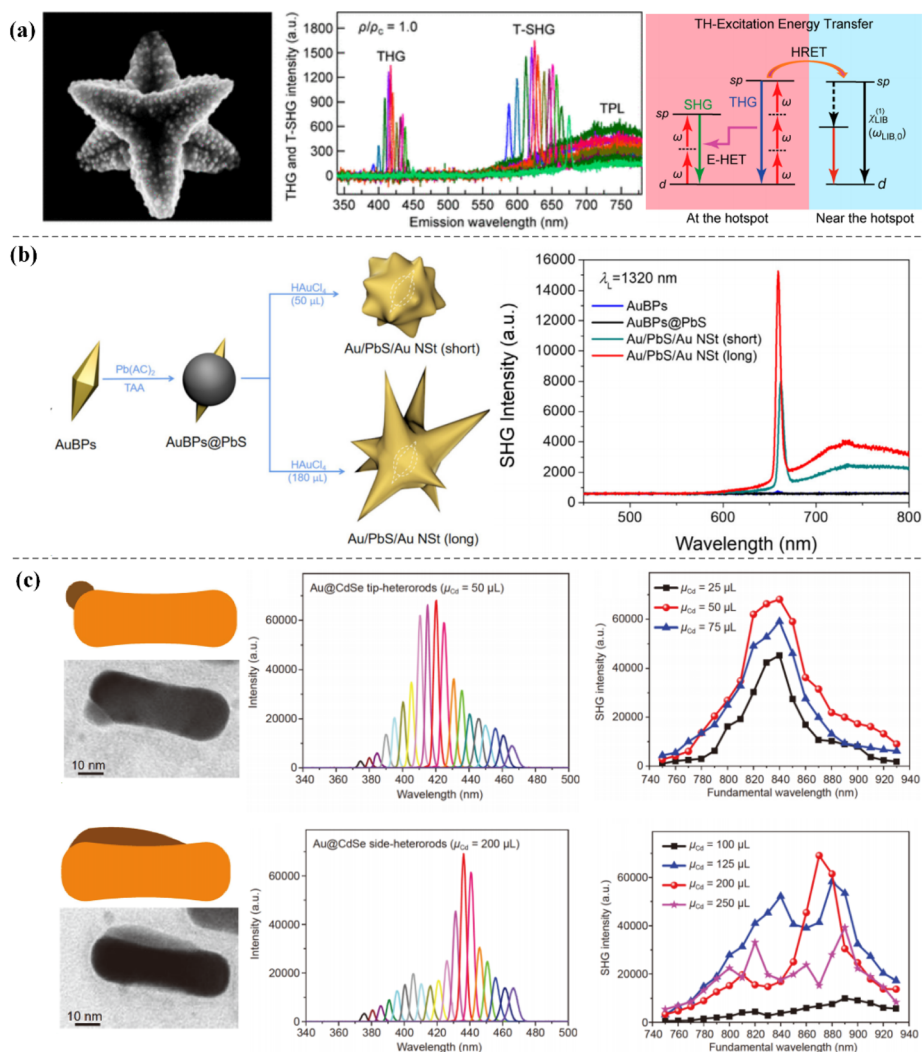 (a)
THG and T-SHG intensity (a.u.)
1800
1500
1200
900
600
300
0
ρ/ρc = 1.0
THG
T-SHG
TPL
350 400 450 500 550 600 650 700 750
Emission wavelength (nm)
TH-Excitation Energy Transfer
HRET
sp
SHG
THG
ω
sp
sp
χ(1)LIB
(ωLIB,0)
ω
ω
ω
E-HET
ω
ω
d
d
At the hotspot
Near the hotspot
(b)
AuBPs
Pb(AC)2
TAA
AuBPs@PbS
HAuCl4
(50 μL)
Au/PbS/Au NSt (short)
HAuCl4
(180 μL)
Au/PbS/Au NSt (long)
SHG Intensity (a.u.)
16000
14000
12000
10000
8000
6000
4000
2000
0
λL=1320 nm
AuBPs
AuBPs@PbS
Au/PbS/Au NSt (short)
Au/PbS/Au NSt (long)
500 600 700 800
Wavelength (nm)
(c)
10 nm
Intensity (a.u.)
60000
40000
20000
0
Au@CdSe tip-heterorods (μCd = 50 μL)
340 360 380 400 420 440 460 480 500
Wavelength (nm)
SHG intensity (a.u.)
60000
40000
20000
0
μCd = 25 μL
μCd = 50 μL
μCd = 75 μL
740 760 780 800 820 840 860 880 900 920 940
Fundamental wavelength (nm)
10 nm
Intensity (a.u.)
60000
40000
20000
0
Au@CdSe side-heterorods (μCd = 200 μL)
340 360 380 400 420 440 460 480 500
Wavelength (nm)
SHG intensity (a.u.)
80000
60000
40000
20000
0
μCd = 100 μL
μCd = 125 μL
μCd = 200 μL
μCd = 250 μL
740 760 780 800 820 840 860 880 900 920 940
Fundamental wavelength (nm)